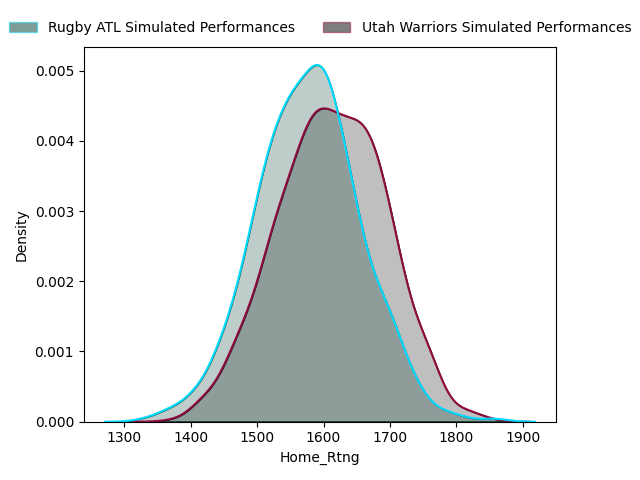 Rugby ATL Simulated Performances Utah Warriors Simulated Performances
0.005
0.004
0.003
0.002
0.001
0.000
Density
1300 1400 1500 1600 1700 1800 1900
Home_Rtng